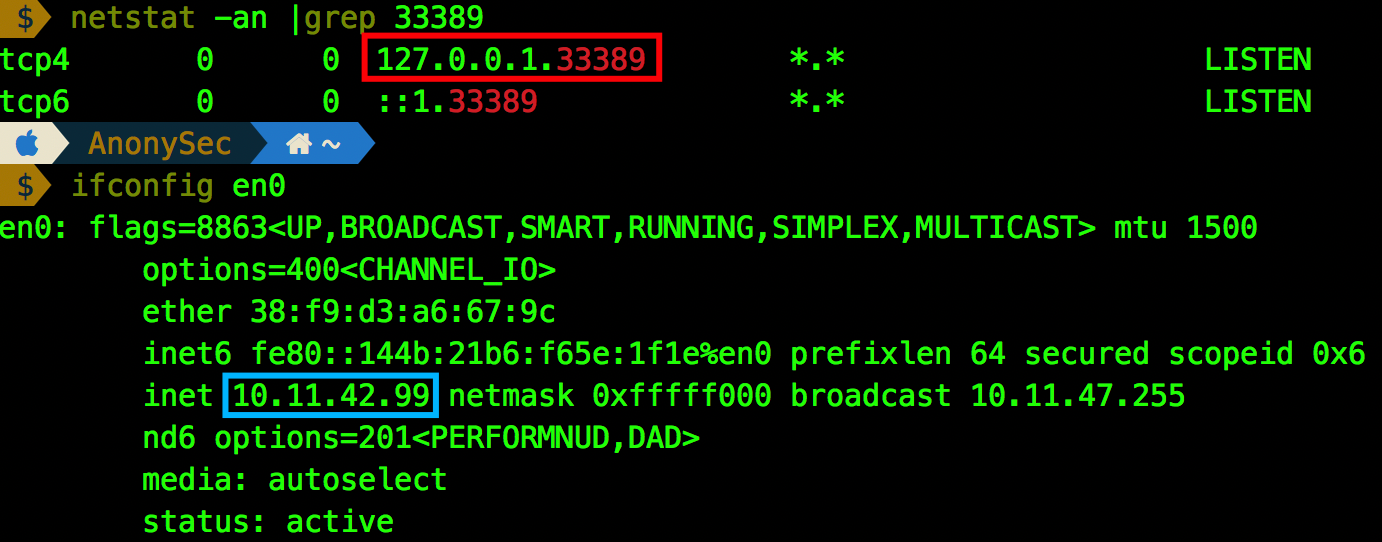 $ netstat -an |grep 33389
tcp4 0 0 127.0.0.1.33389 *.* LISTEN
tcp6 0 0 ::1.33389 *.* LISTEN
AnonySec ~
$ ifconfig en0
en0: flags=8863<UP,BROADCAST,SMART,RUNNING,SIMPLEX,MULTICAST> mtu 1500
options=400<CHANNEL_IO>
ether 38:f9:d3:a6:67:9c
inet6 fe80::144b:21b6:f65e:1f1e%en0 prefixlen 64 secured scopeid 0x6
inet 10.11.42.99 netmask 0xfffff000 broadcast 10.11.47.255
nd6 options=201<PERFORMNUD,DAD>
media: autoselect
status: active